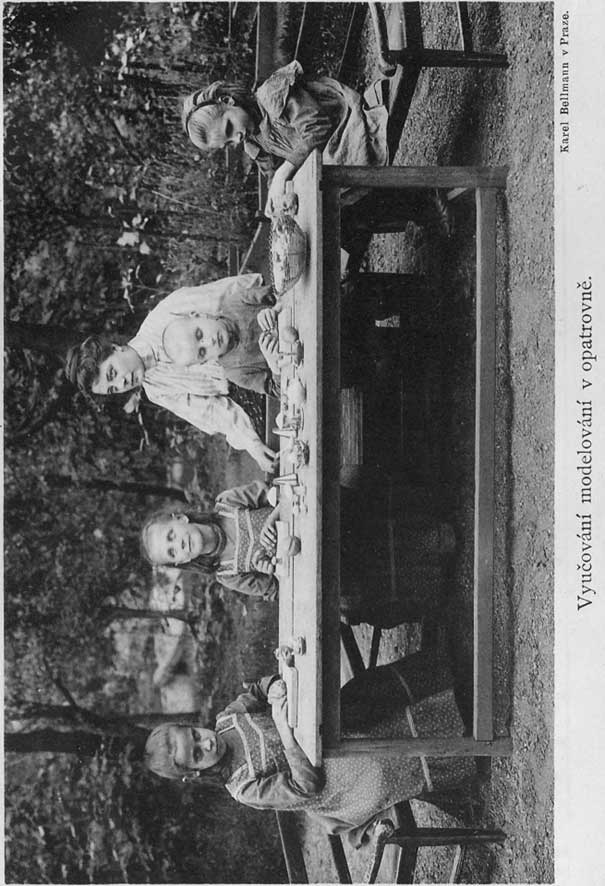 Karel Bellmann v Praze.
Vyučování modelování v opatrovně.